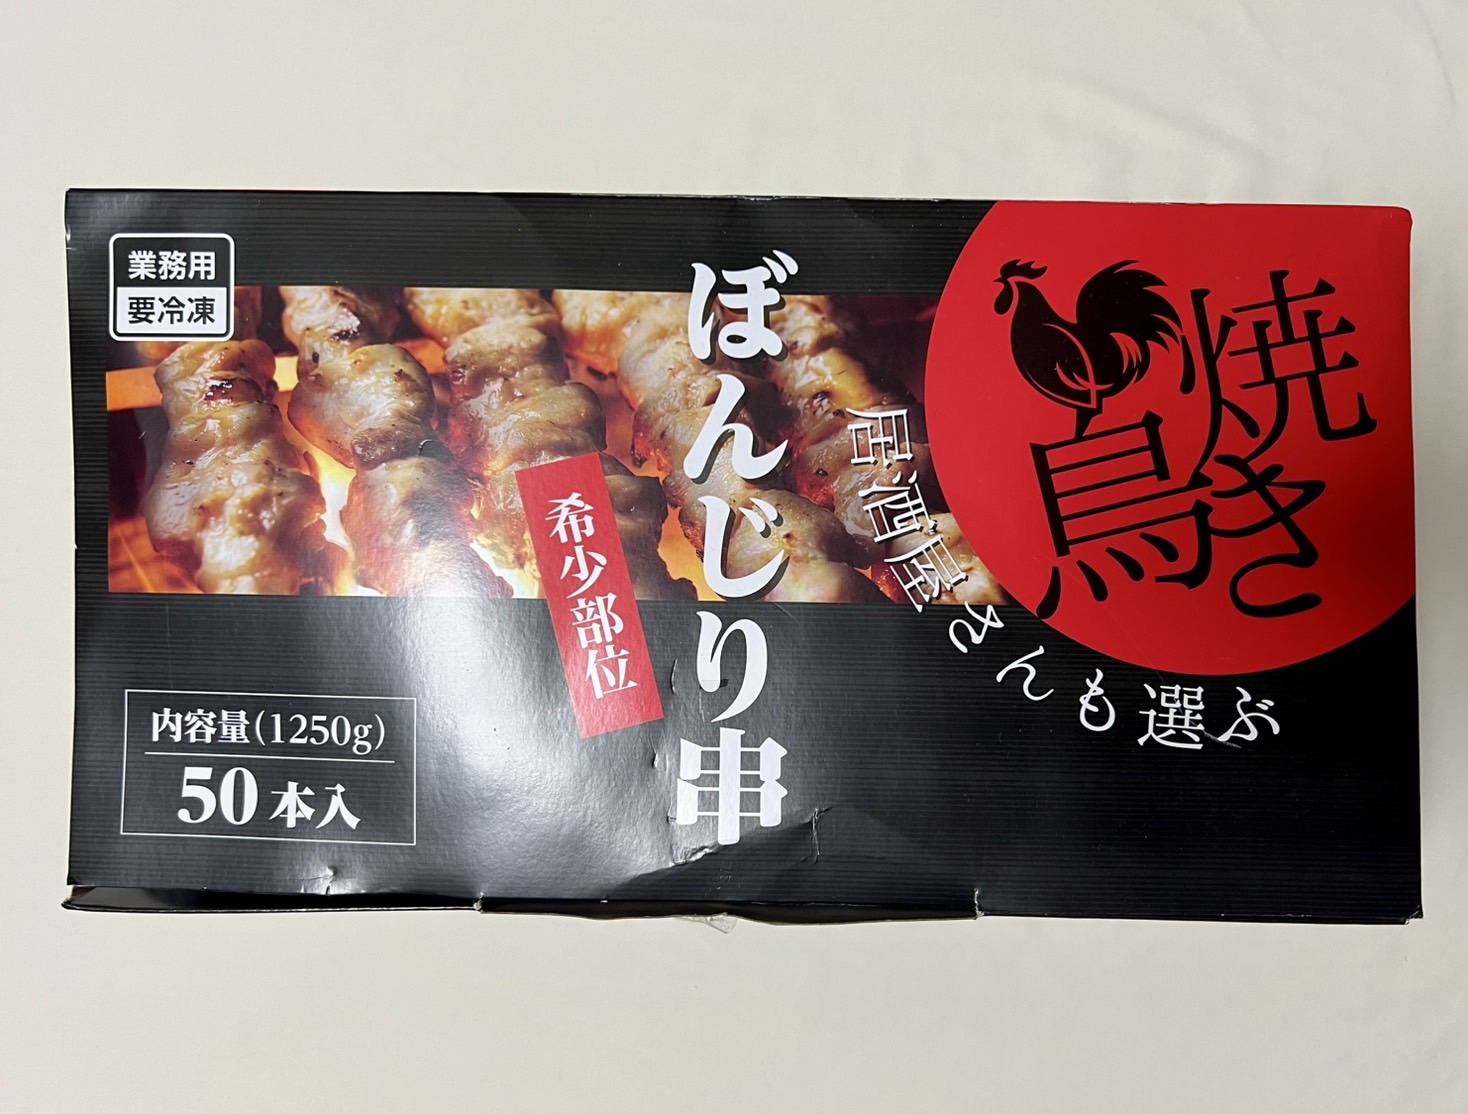 業務用
要冷凍
ぼんじり串
希少部位
居酒屋さんも選ぶ
焼き
鳥
内容量(1250g)
50本入